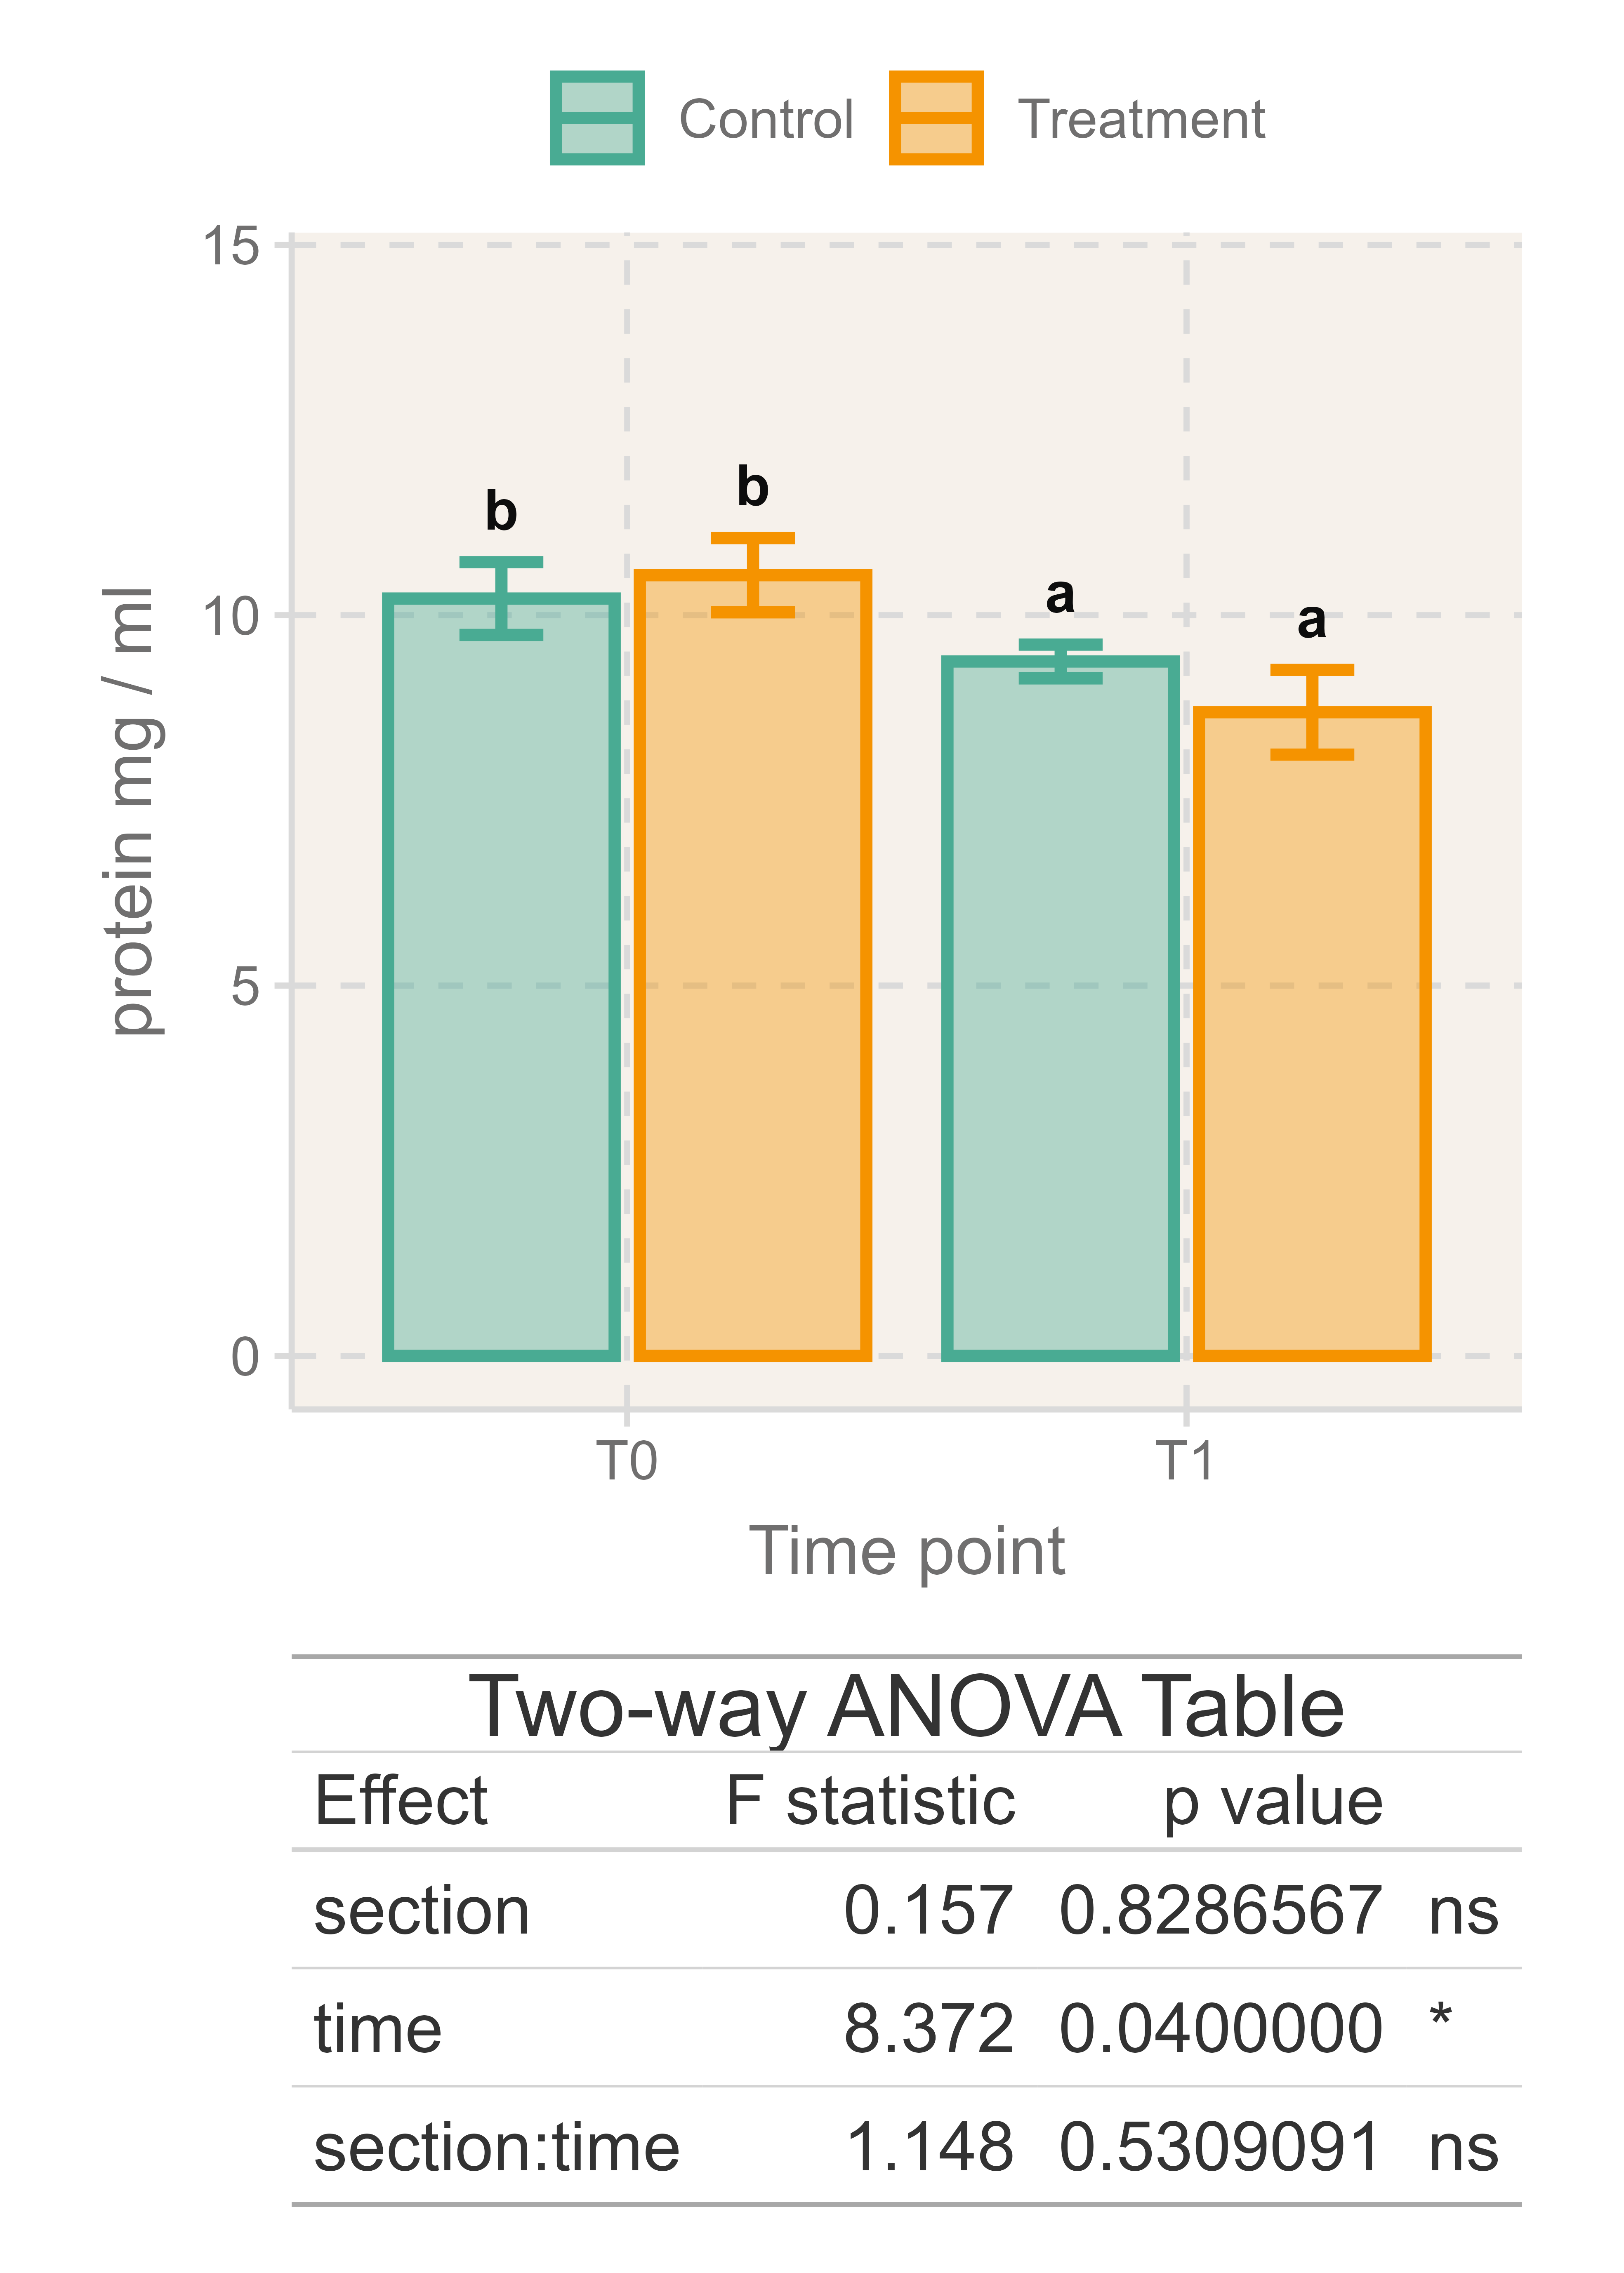 Control Treatment
15
10
5
0
protein mg / ml
b b a a
T0 T1
Time point
Two-way ANOVA Table
Effect F statistic p value
section 0.157 0.8286567 ns
time 8.372 0.0400000 *
section:time 1.148 0.5309091 ns